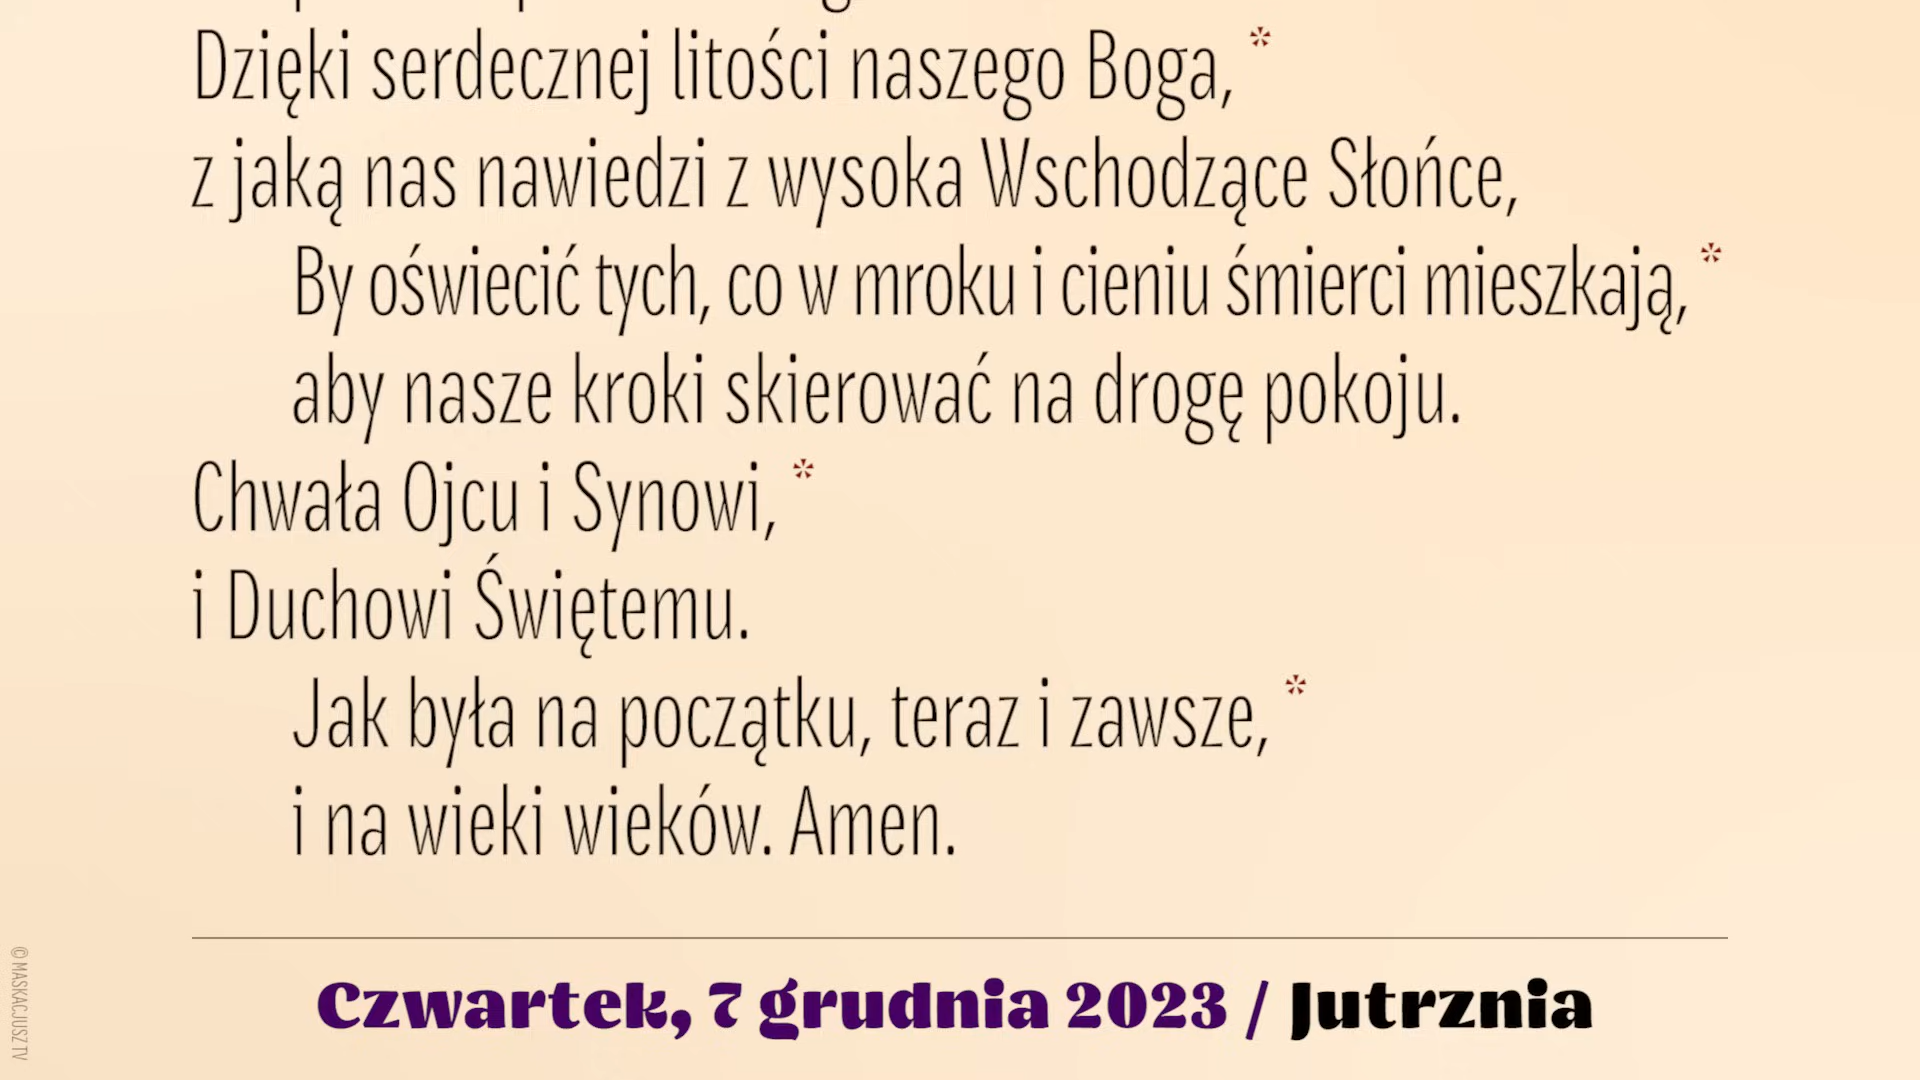 Dzięki serdecznej litości naszego Boga, *
z jaką nas nawiedzi z wysoka Wschodzące Słońce,
By oświecić tych, co w mroku i cieniu śmierci mieszkają, *
aby nasze kroki skierować na drogę pokoju.
Chwała Ojcu i Synowi, *
i Duchowi Świętemu.
Jak była na początku, teraz i zawsze, *
i na wieki wieków. Amen.
Czwartek, 7 grudnia 2023 / Jutrznia
© MASKACJUSZ TV